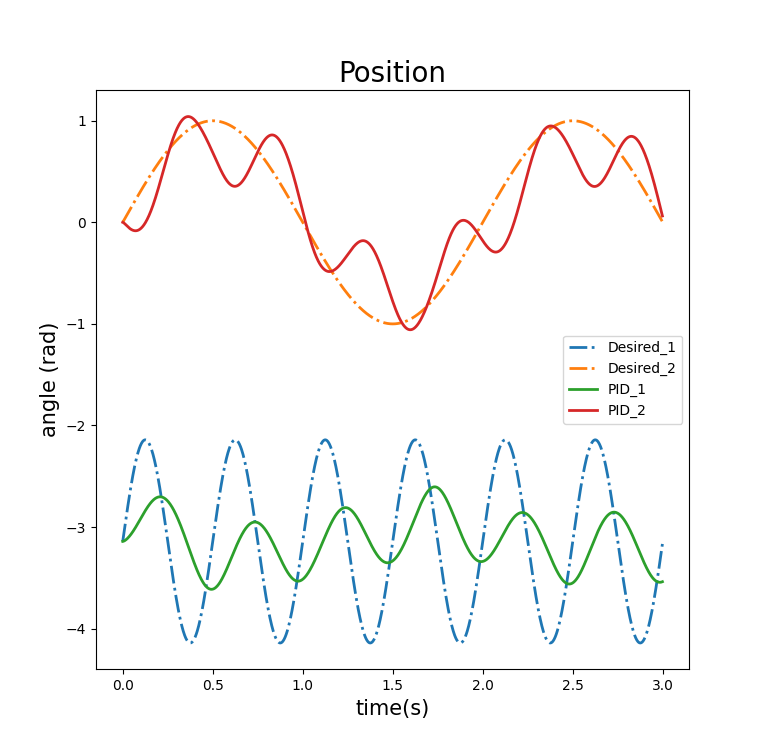 Position
angle (rad)
1
0
−1
−2
−3
−4
Desired_1
Desired_2
PID_1
PID_2
0.0 0.5 1.0 1.5 2.0 2.5 3.0
time(s)